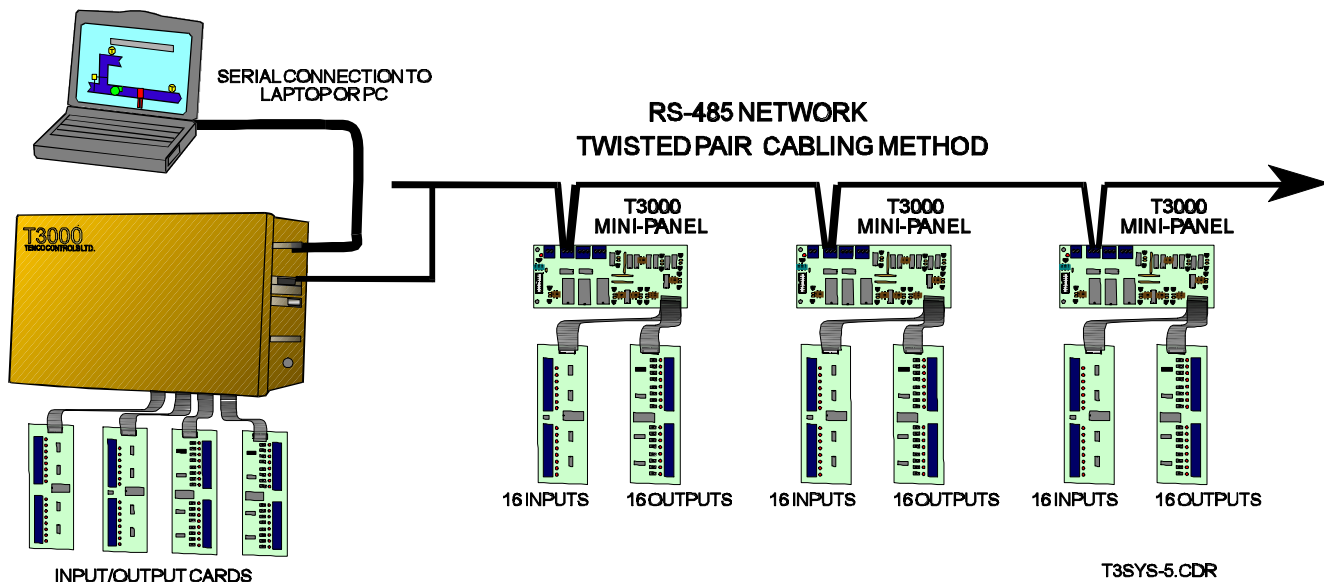 SERIAL CONNECTION TO
LAPTOP OR PC
RS-485 NETWORK
TWISTED PAIR CABLING METHOD
T3000
TEMCO CONTROLS LTD.
T3000
MINI-PANEL
T3000
MINI-PANEL
T3000
MINI-PANEL
16 INPUTS
16 OUTPUTS
16 INPUTS
16 OUTPUTS
16 INPUTS
16 OUTPUTS
INPUT/OUTPUT CARDS
T3SYS-5.CDR